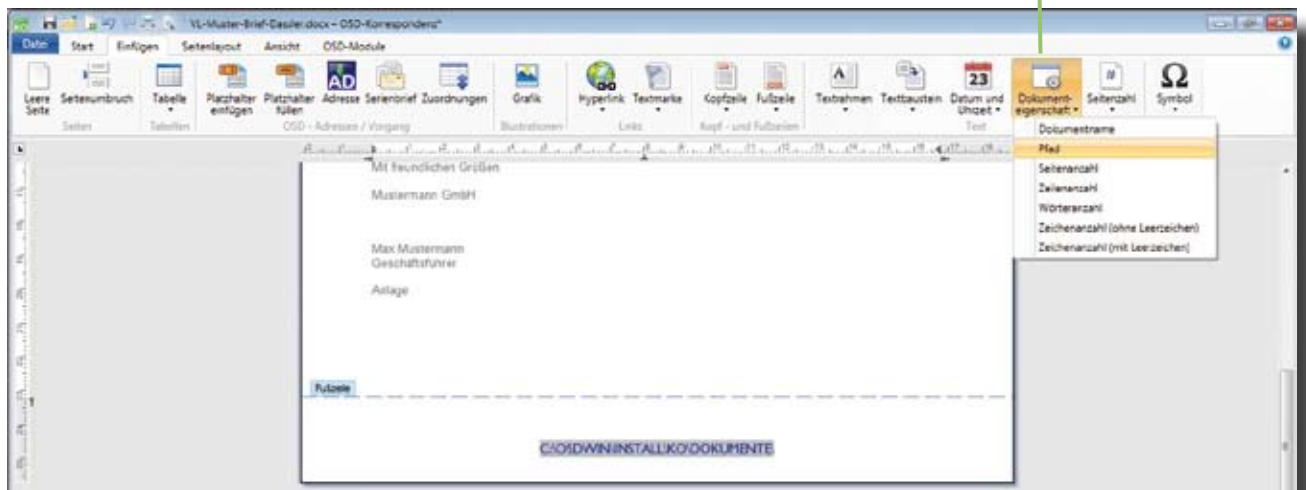 VL-Muster-Brief-Dassler.docx – OSD-Korrespondenz*
Datei Start Einfügen Seitenlayout Ansicht OSD-Module
Leere Seite
Seitenumbruch
Tabelle
Platzhalter einfügen
Platzhalter füllen
AD
Adresse
Serienbrief
Zuordnungen
Grafik
Hyperlink
Textmarke
Kopfzeile
Fußzeile
A
Textrahmen
Textbaustein
23
Datum und Uhrzeit
Dokument-eigenschaft
#
Seitenzahl
Ω
Symbol
Seiten
Tabellen
OSD - Adressen / Vorgang
Illustrationen
Links
Kopf - und Fußzeilen
Text
Dokumentname
Pfad
Seitenanzahl
Zeilenanzahl
Wörteranzahl
Zeichenanzahl (ohne Leerzeichen)
Zeichenanzahl (mit Leerzeichen)
Mit freundlichen Grüßen
Mustermann GmbH
Max Mustermann
Geschäftsführer
Anlage
Fußzeile
C:\OSDWIN\INSTALL\KO\DOKUMENTE\